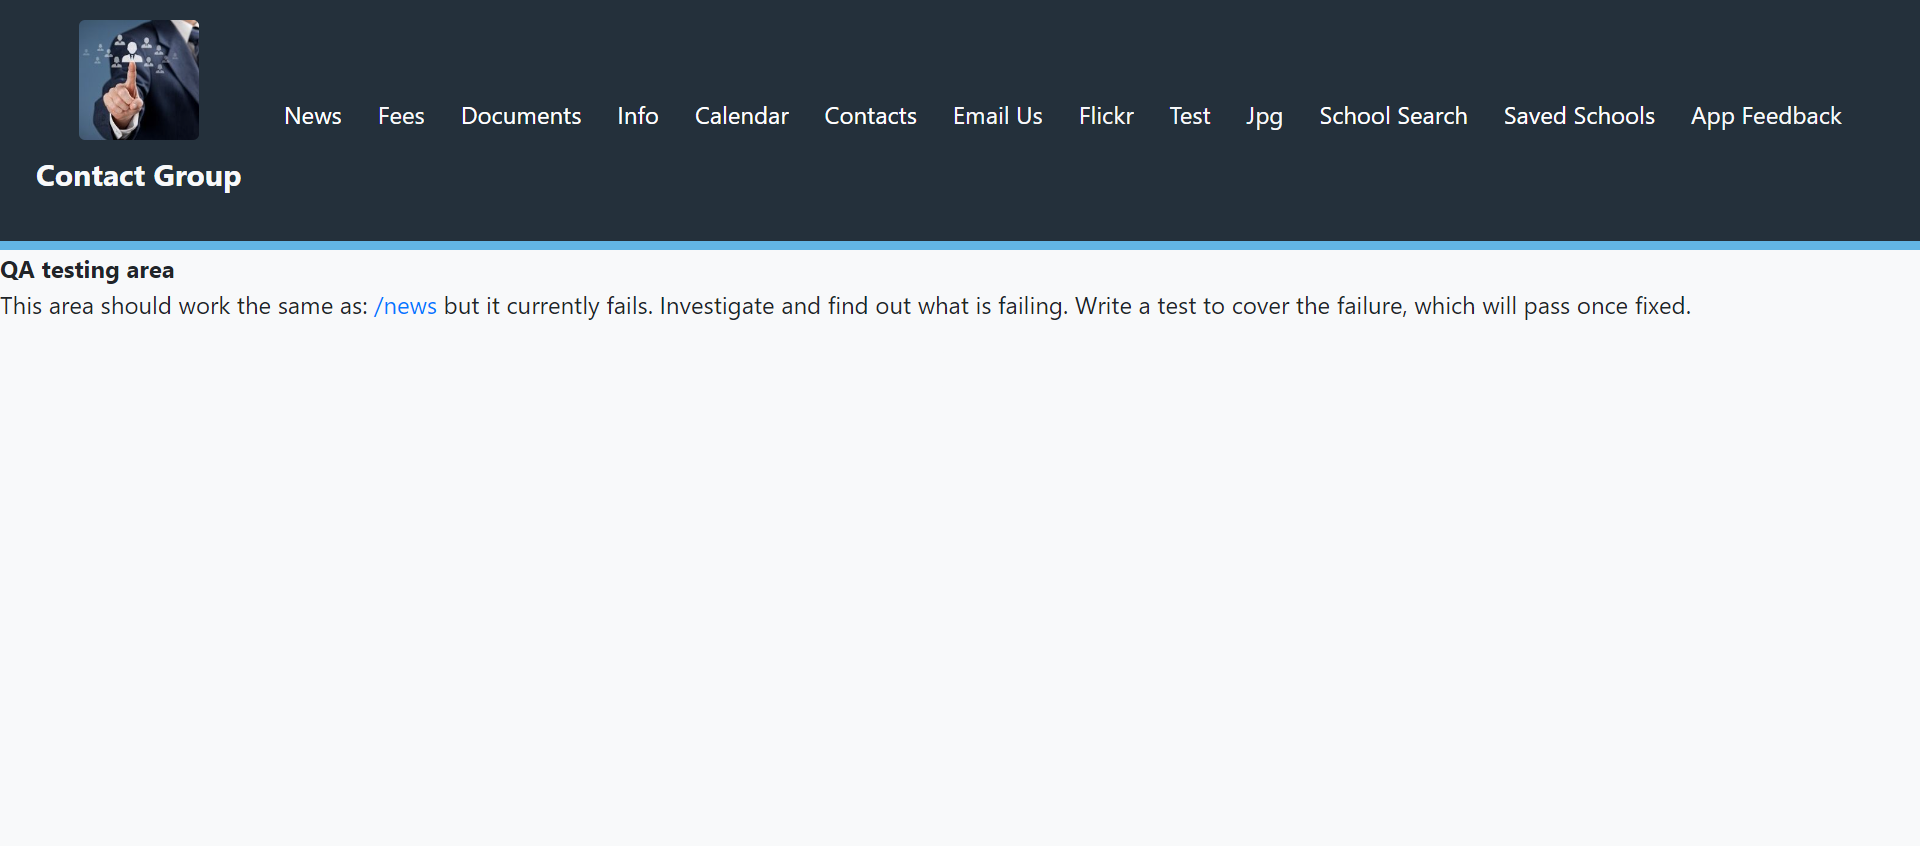 Contact Group
News Fees Documents Info Calendar Contacts Email Us Flickr Test Jpg School Search Saved Schools App Feedback
QA testing area
This area should work the same as: /news but it currently fails. Investigate and find out what is failing. Write a test to cover the failure, which will pass once fixed.